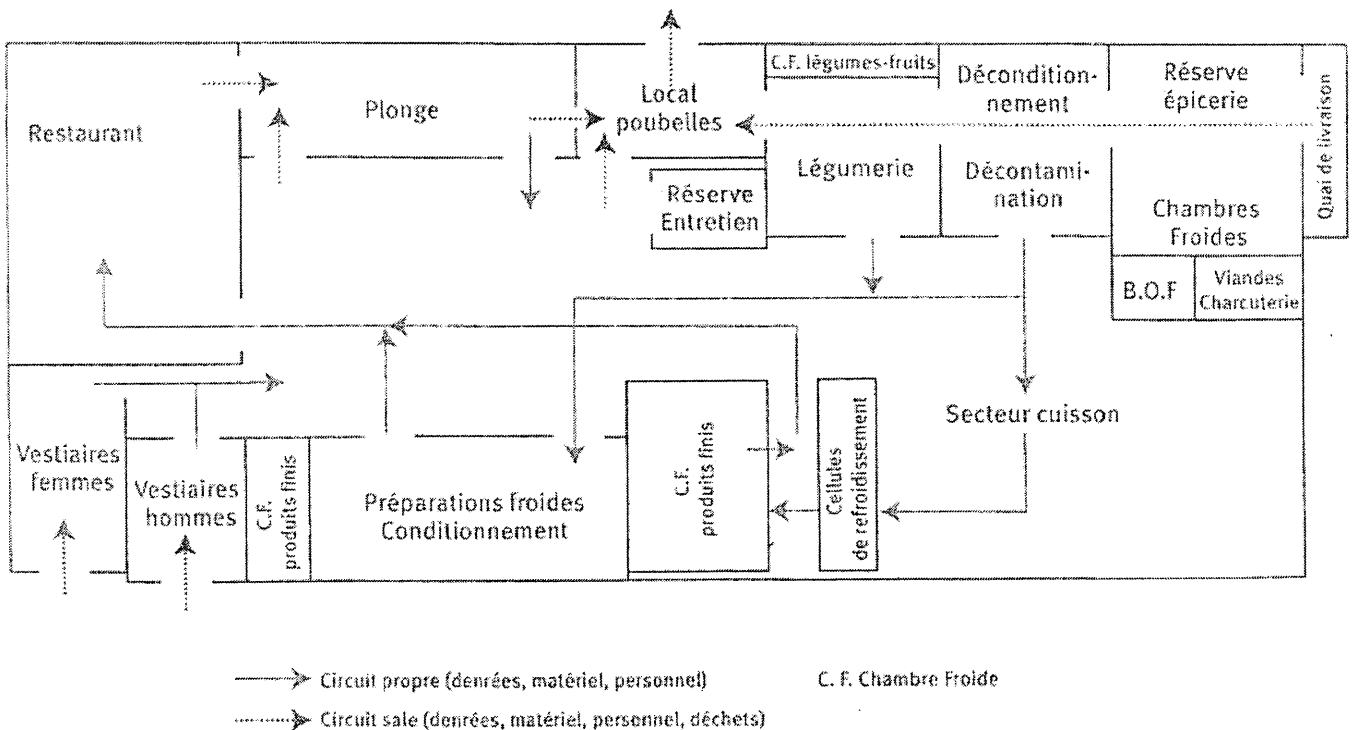 C.F. légumes-fruits
Décondition-
nement
Réserve
épicerie
Quai de livraison
Restaurant
Plonge
Local
poubelles
Légumerie
Décontami-
nation
Réserve
Entretien
Chambres
Froides
B.O.F
Viandes
Charcuterie
Secteur cuisson
Vestiaires
femmes
Vestiaires
hommes
C.F.
produits finis
Préparations froides
Conditionnement
C.F.
produits finis
Cellules
de refroidissement
Circuit propre (denrées, matériel, personnel)
C. F. Chambre Froide
Circuit sale (denrées, matériel, personnel, déchets)